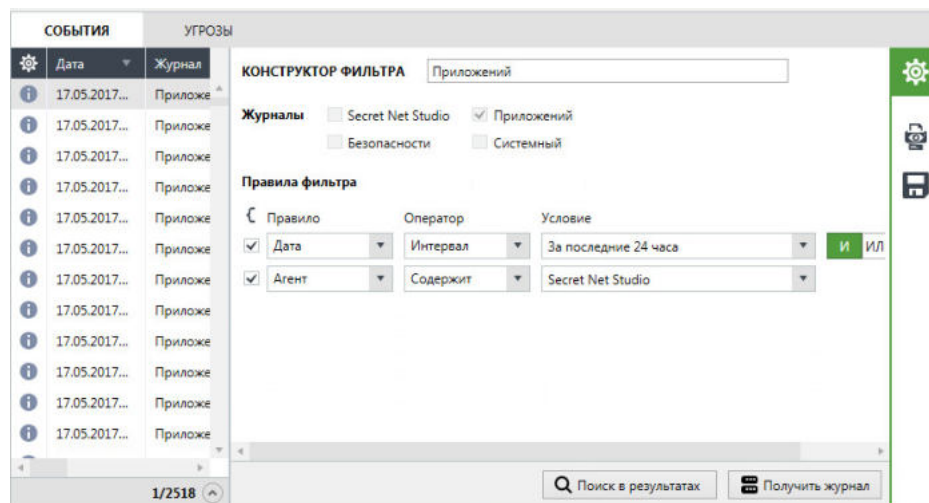 СОБЫТИЯ УГРОЗЫ
Дата Журнал
17.05.2017... Приложе
17.05.2017... Приложе
17.05.2017... Приложе
17.05.2017... Приложе
17.05.2017... Приложе
17.05.2017... Приложе
17.05.2017... Приложе
17.05.2017... Приложе
17.05.2017... Приложе
17.05.2017... Приложе
17.05.2017... Приложе
17.05.2017... Приложе
1/2518
КОНСТРУКТОР ФИЛЬТРА Приложений
Журналы Secret Net Studio Приложений
Безопасности Системный
Правила фильтра
Правило Оператор Условие
Дата Интервал За последние 24 часа И ИЛ
Агент Содержит Secret Net Studio
Поиск в результатах Получить журнал